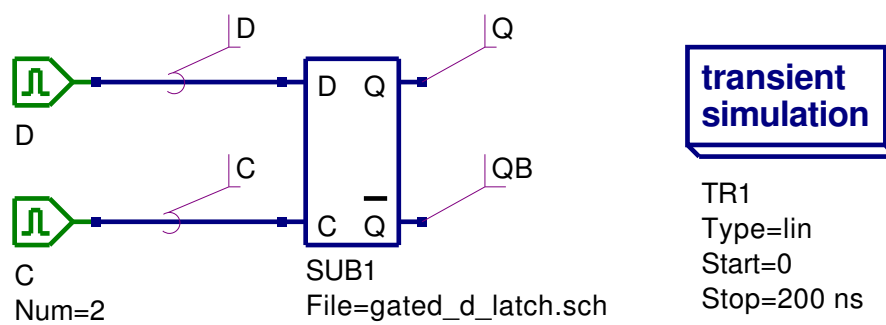 D
Q
D
Q
D
C
QB
C
Q
C
Num=2
SUB1
File=gated_d_latch.sch
transient
simulation
TR1
Type=lin
Start=0
Stop=200 ns